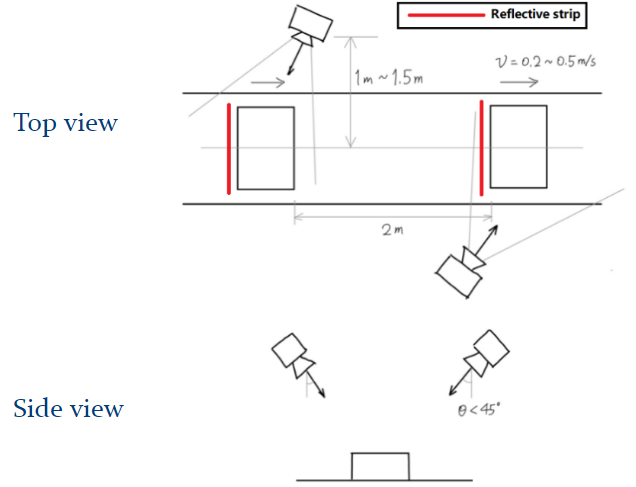 Reflective strip
V = 0.2 ~ 0.5 m/s
1m ~ 1.5m
Top view
2m
Side view
θ < 45°